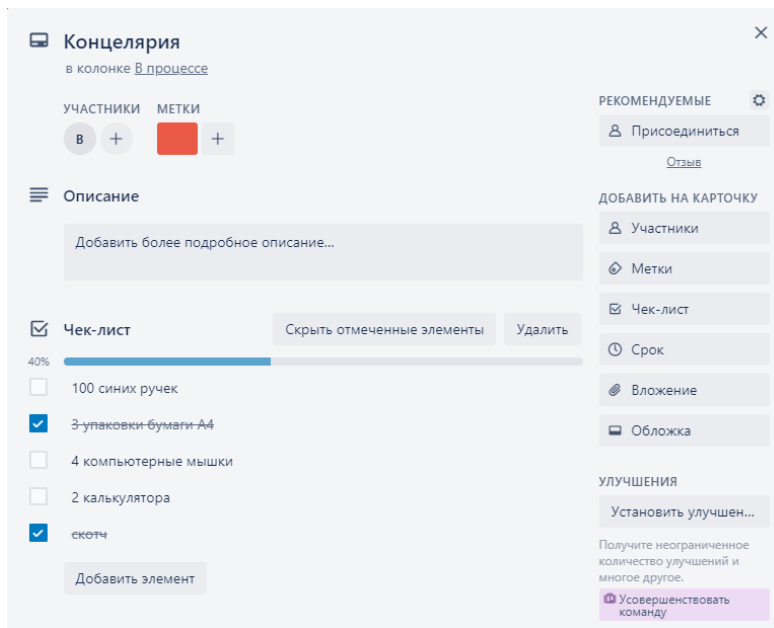 Концелярия
в колонке В процессе
УЧАСТНИКИ МЕТКИ
В
Описание
Добавить более подробное описание...
Чек-лист
Скрыть отмеченные элементы
Удалить
40%
100 синих ручек
3 упаковки бумаги А4
4 компьютерные мышки
2 калькулятора
скотч
Добавить элемент
РЕКОМЕНДУЕМЫЕ
Присоединиться
Отзыв
ДОБАВИТЬ НА КАРТОЧКУ
Участники
Метки
Чек-лист
Срок
Вложение
Обложка
УЛУЧШЕНИЯ
Установить улучшен...
Получите неограниченное
количество улучшений и
многое другое.
Усовершенствовать
команду